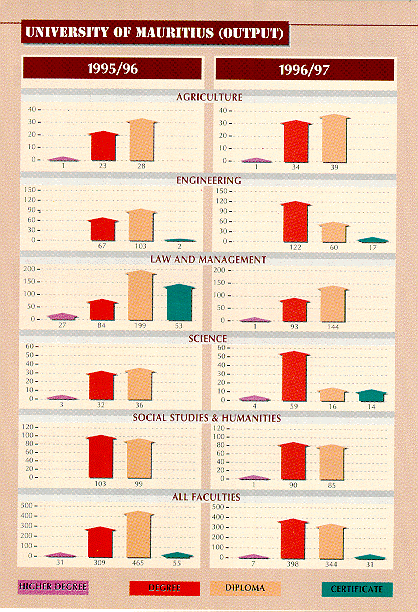 UNIVERSITY OF MAURITIUS (OUTPUT)
1995/96 1996/97
AGRICULTURE
40 40
30 30
20 20
10 10
0 0
1 23 28 1 34 39
ENGINEERING
150 150
120 120
90 90
60 60
30 30
0 0
67 103 2 122 60 17
LAW AND MANAGEMENT
200 200
150 150
100 100
50 50
0 0
27 84 199 53 1 93 144
SCIENCE
60 60
50 50
40 40
30 30
20 20
10 10
0 0
3 32 36 4 59 16 14
SOCIAL STUDIES & HUMANITIES
120 120
100 100
80 80
60 60
40 40
20 20
0 0
103 99 1 90 85
ALL FACULTIES
500 500
400 400
300 300
200 200
100 100
0 0
31 309 465 55 7 398 344 31
HIGHER DEGREE DEGREE DIPLOMA CERTIFICATE